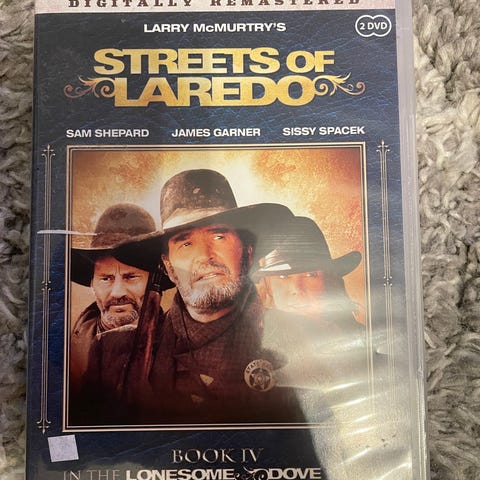 DIGITALLY REMASTERED
LARRY McMURTRY'S
2 DVD
STREETS OF
LAREDO
SAM SHEPARD JAMES GARNER SISSY SPACEK
BOOK IV
IN THE LONESOME DOVE